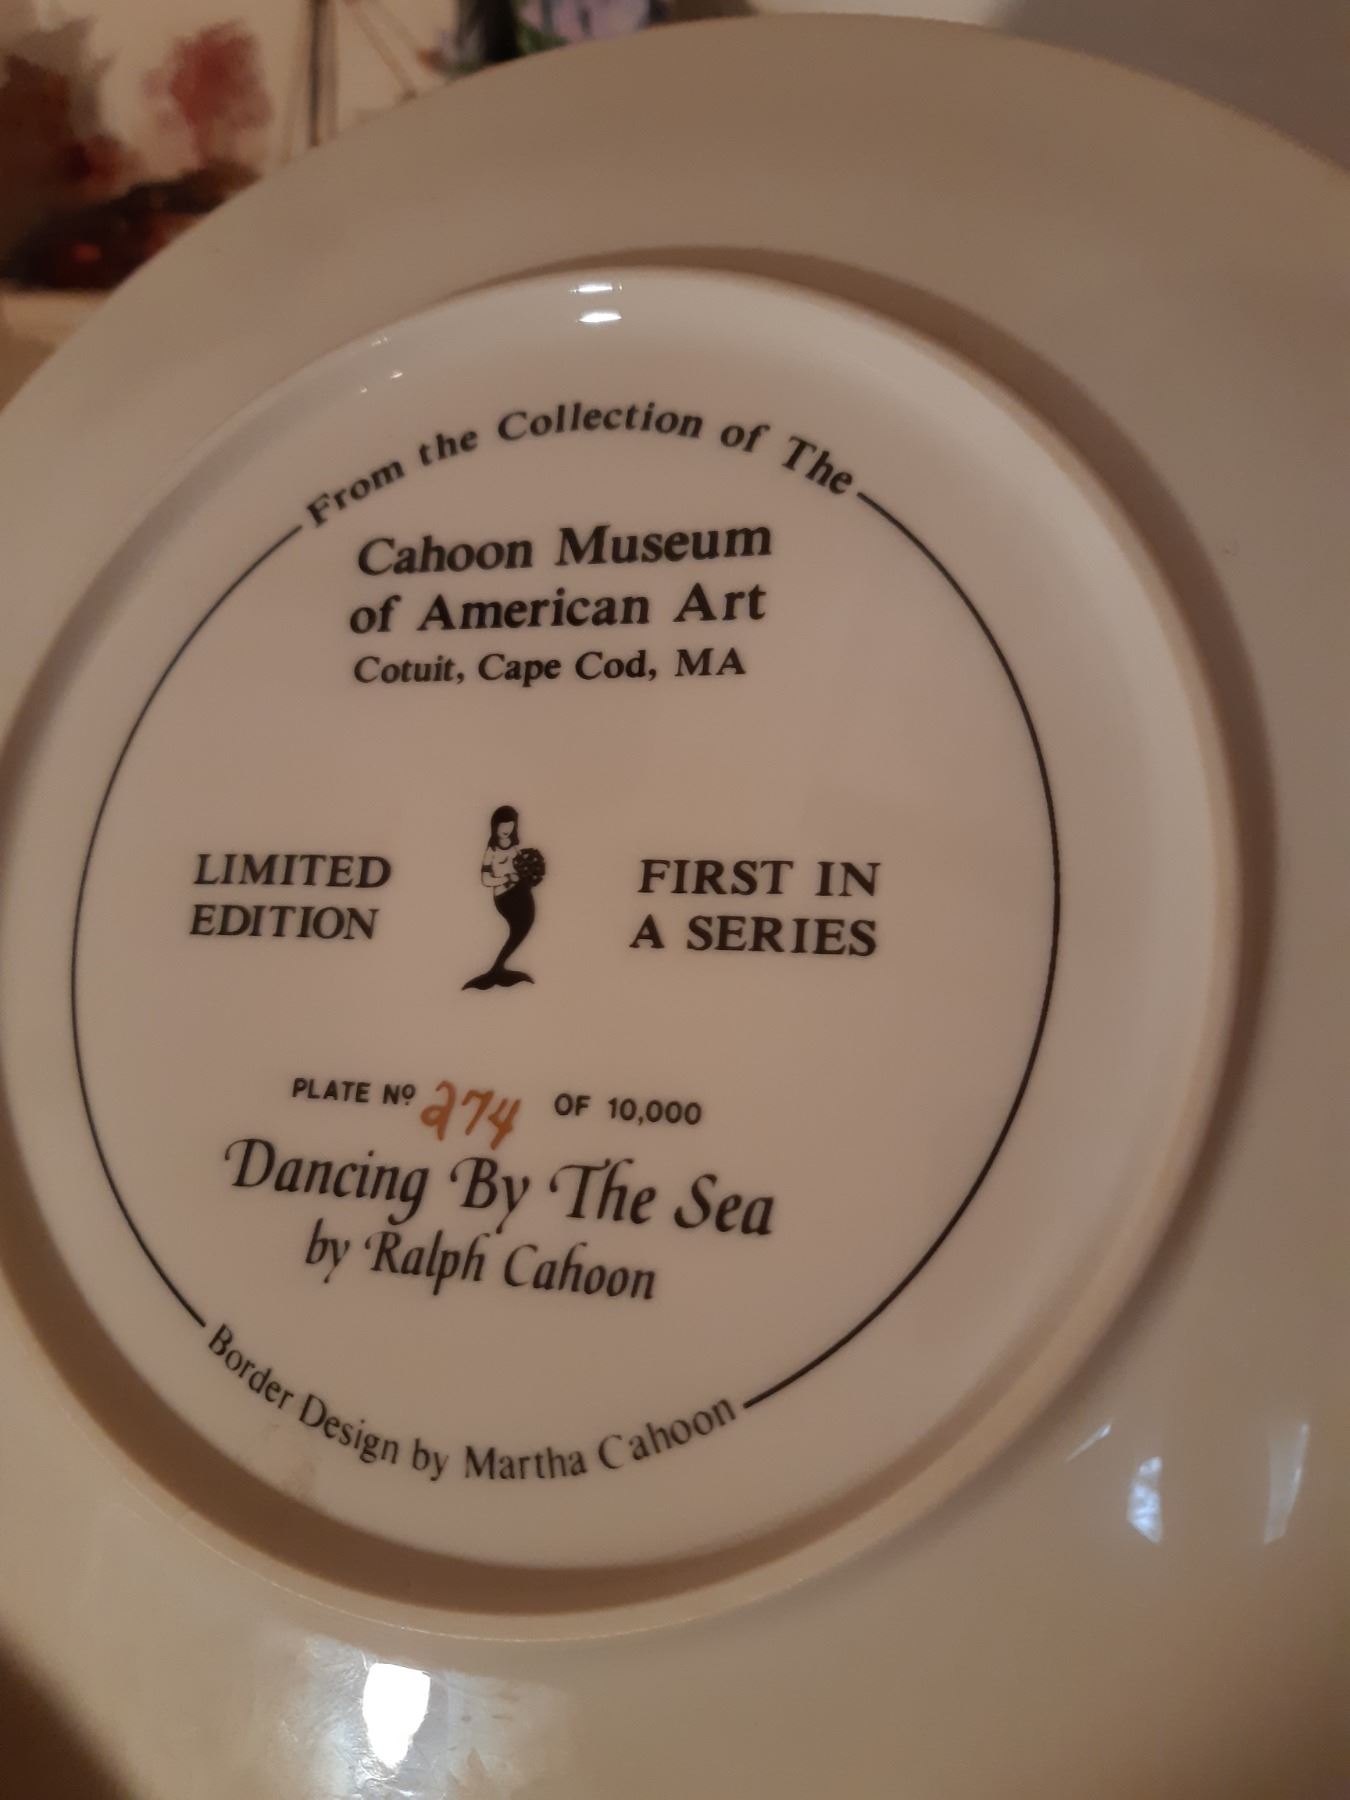 From the Collection of The
Cahoon Museum
of American Art
Cotuit, Cape Cod, MA
LIMITED
EDITION
FIRST IN
A SERIES
PLATE Nº 274 OF 10,000
Dancing By The Sea
by Ralph Cahoon
Border Design by Martha Cahoon